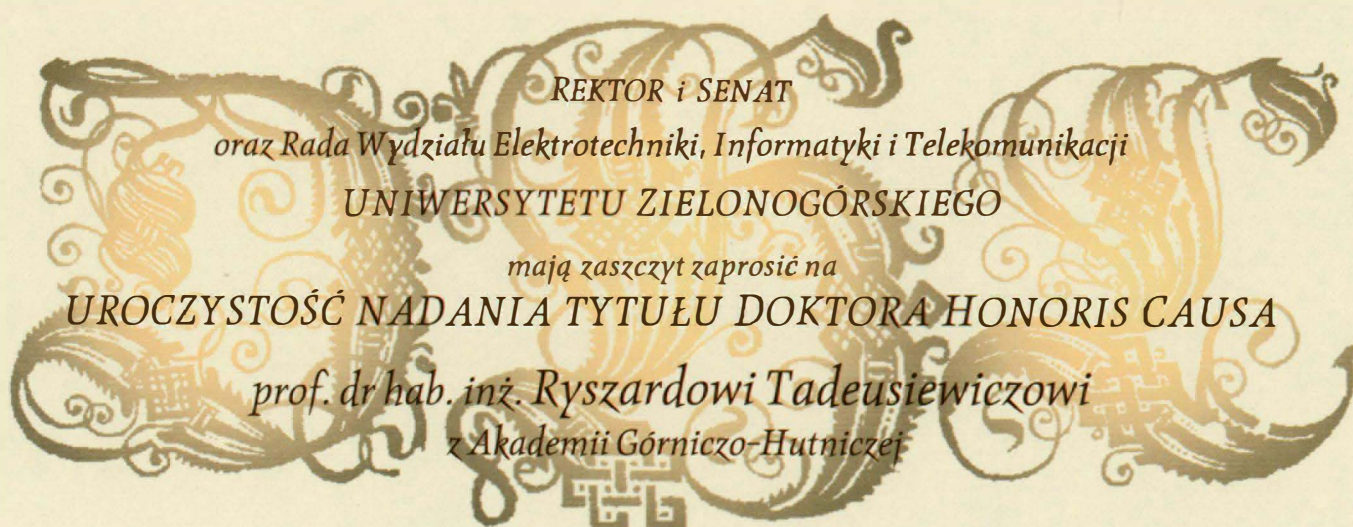 REKTOR i SENAT
oraz Rada Wydziału Elektrotechniki, Informatyki i Telekomunikacji
UNIWERSYTETU ZIELONOGÓRSKIEGO
mają zaszczyt zaprosić na
UROCZYSTOŚĆ NADANIA TYTUŁU DOKTORA HONORIS CAUSA
prof. dr hab. inż. Ryszardowi Tadeusiewiczowi
z Akademii Górniczo-Hutniczej